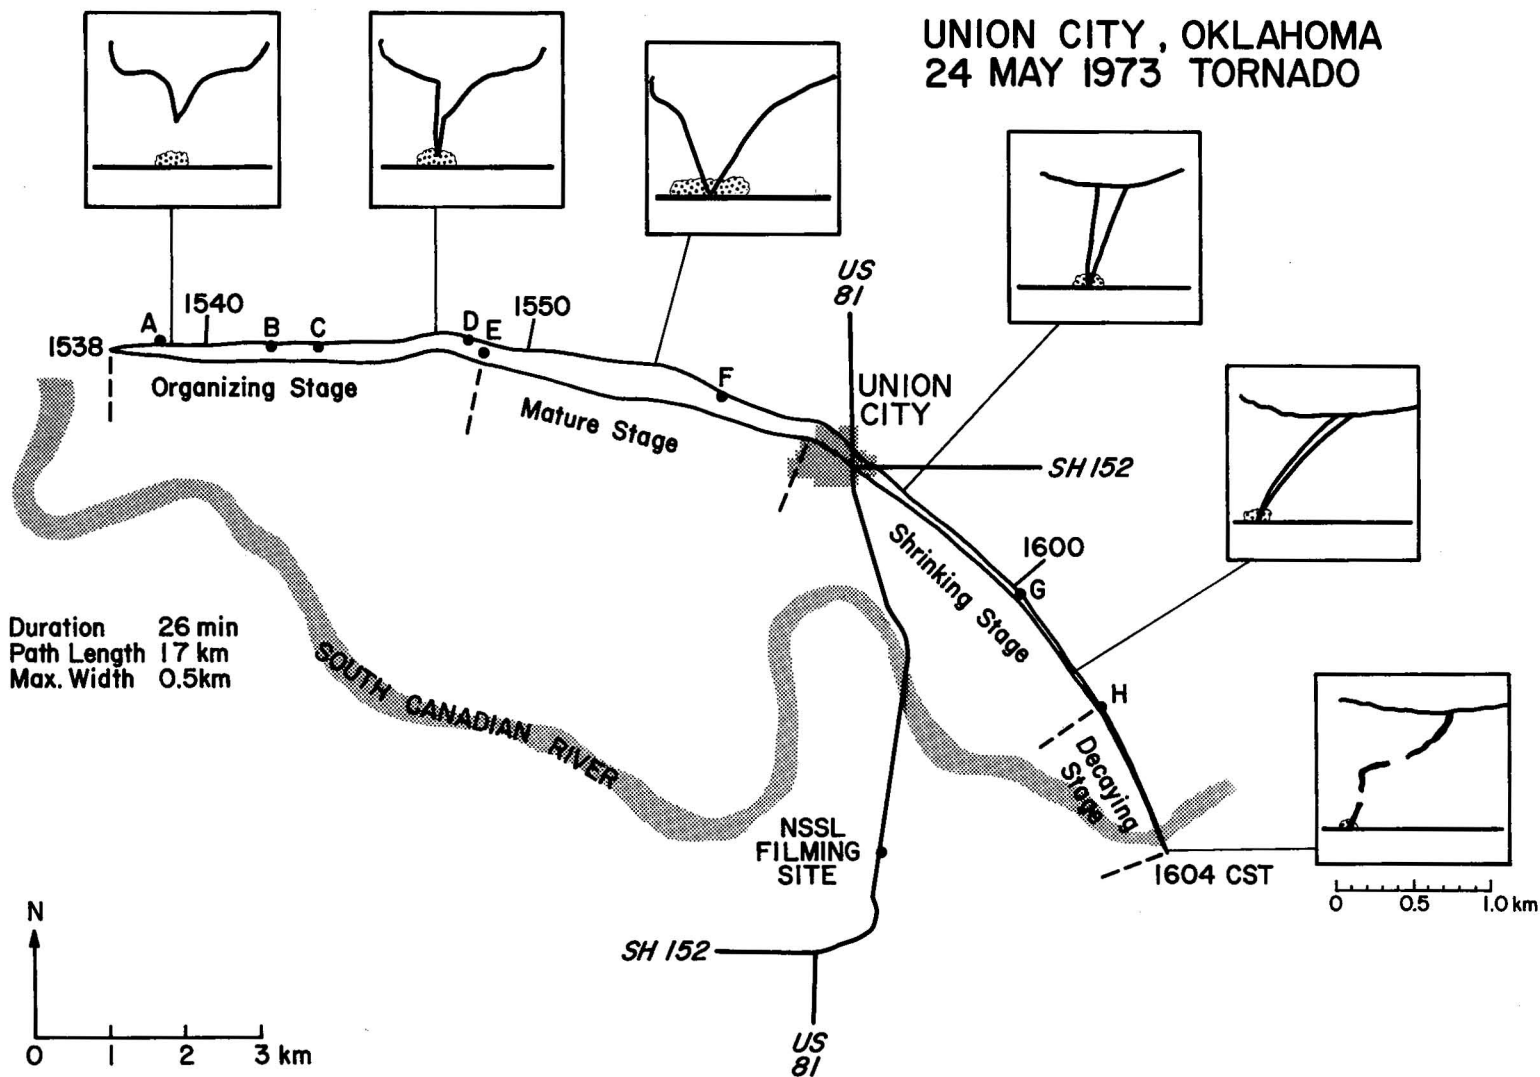 UNION CITY, OKLAHOMA
24 MAY 1973 TORNADO
US
81
1540
1550
A
B
C
D
E
1538
Organizing Stage
Mature Stage
F
UNION
CITY
SH 152
Shrinking Stage
1600
G
H
Duration 26 min
Path Length 17 km
Max. Width 0.5km
SOUTH CANADIAN RIVER
Decaying
Stage
NSSL
FILMING
SITE
1604 CST
0 0.5 1.0 km
N
SH 152
0 1 2 3 km
US
81